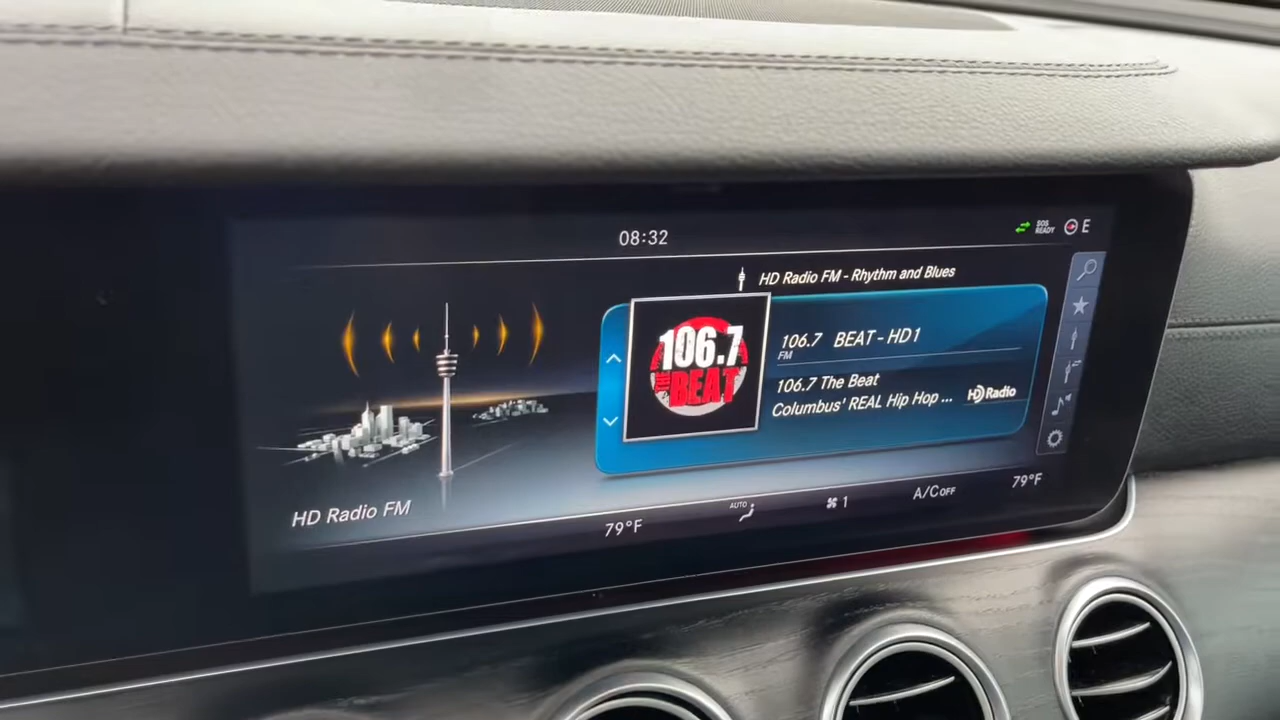 08:32
SOS
READY
E
HD Radio FM - Rhythm and Blues
106.7
THE
BEAT
106.7 BEAT - HD1
FM
106.7 The Beat
Columbus' REAL Hip Hop ...
HD Radio
HD Radio FM
79°F
AUTO
1
A/C OFF
79°F